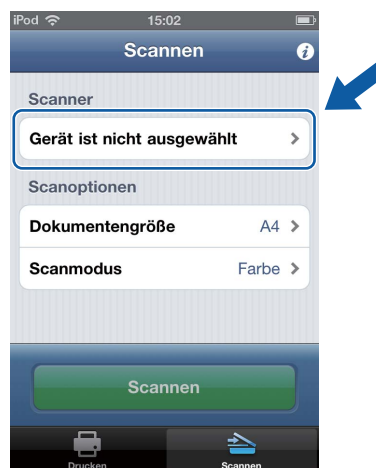 iPod 15:02
Scannen
Scanner
Gerät ist nicht ausgewählt
Scanoptionen
Dokumentengröße A4
Scanmodus Farbe
Scannen
Drucken Scannen